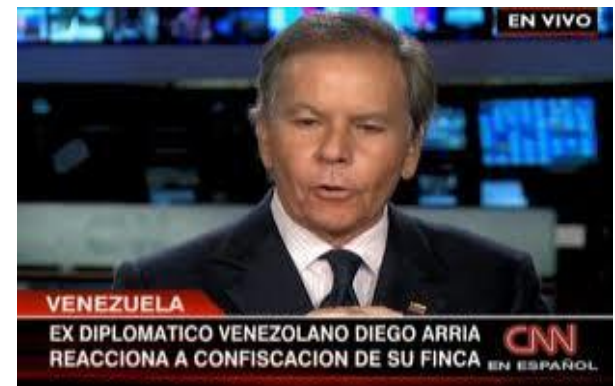 EN VIVO
VENEZUELA
EX DIPLOMATICO VENEZOLANO DIEGO ARRIA
REACCIONA A CONFISCACION DE SU FINCA
CNN
EN ESPAÑOL